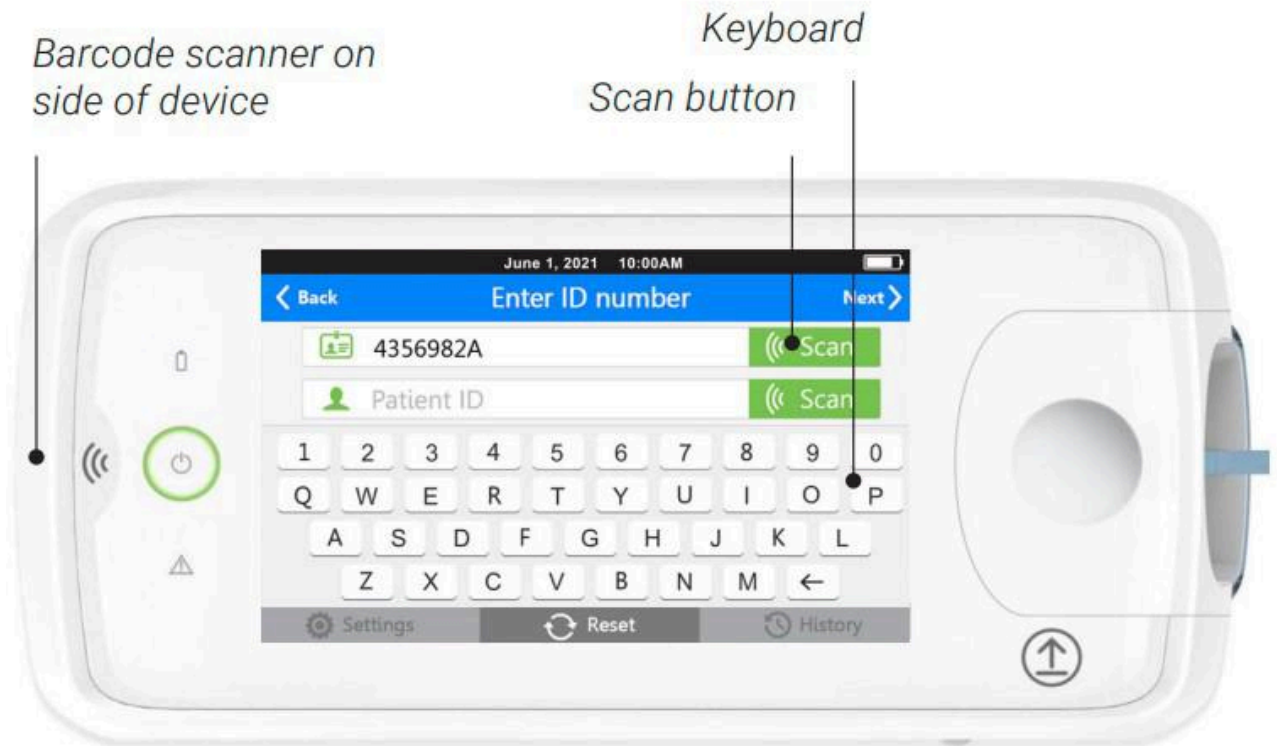 Barcode scanner on
side of device
Keyboard
Scan button
June 1, 2021 10:00AM
Back Enter ID number Next
4356982A Scan
Patient ID Scan
1 2 3 4 5 6 7 8 9 0
Q W E R T Y U I O P
A S D F G H J K L
Z X C V B N M ←
Settings Reset History